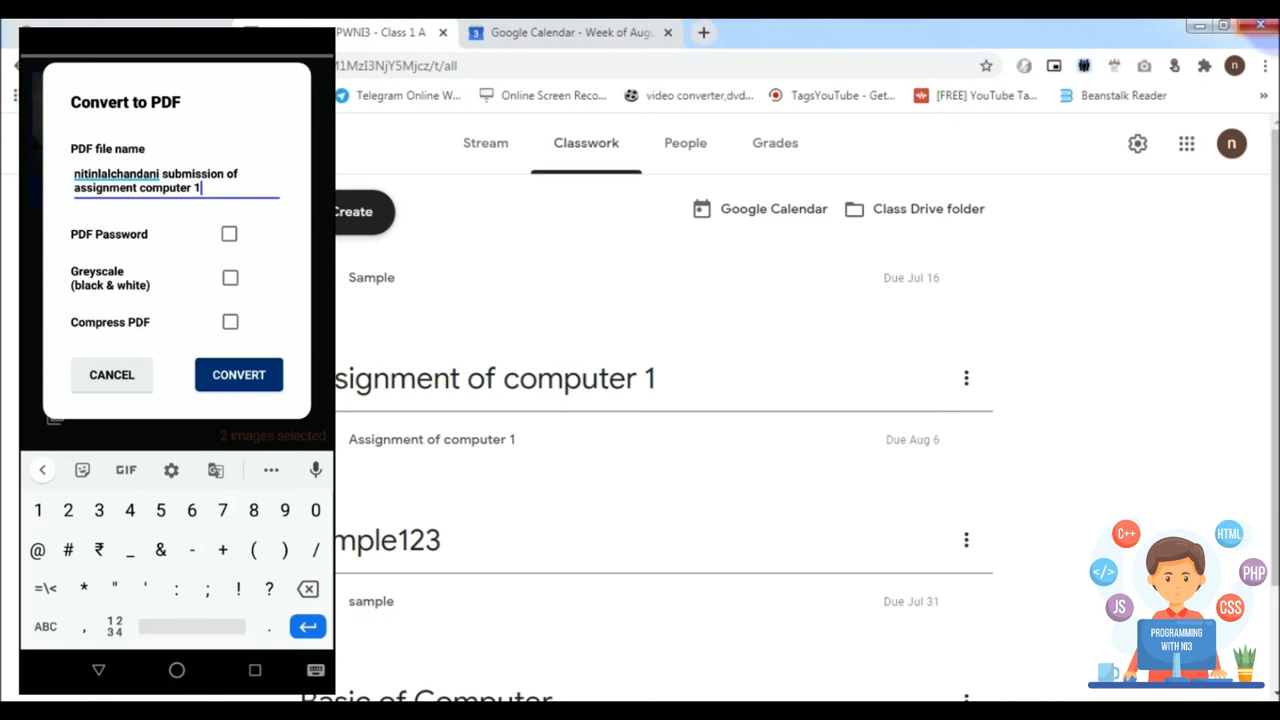 Convert to PDF
PDF file name
nitinlalchandani submission of
assignment computer 1
PDF Password
Greyscale
(black & white)
Compress PDF
CANCEL
CONVERT
2 images selected
GIF
1 2 3 4 5 6 7 8 9 0
@ # ₹ _ & - + ( ) /
=\< * " ' : ; ! ?
ABC , 12 34 .
PWNI3 - Class 1 A
3 Google Calendar - Week of Augu
1MzI3NjY5Mjcz/t/all
n
Telegram Online W...
Online Screen Reco...
video converter,dvd...
TagsYouTube - Get...
[FREE] YouTube Ta...
Beanstalk Reader
»
Stream
Classwork
People
Grades
n
Create
Google Calendar
Class Drive folder
Sample
Due Jul 16
signment of computer 1
Assignment of computer 1
Due Aug 6
mple123
sample
Due Jul 31
Basic of Computer
C++
HTML
</>
PHP
JS
CSS
PROGRAMMING
WITH NI3